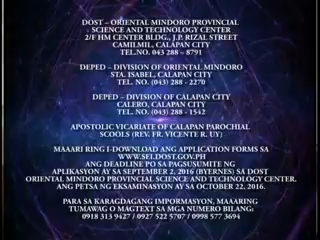 DOST – ORIENTAL MINDORO PROVINCIAL
SCIENCE AND TECHNOLOGY CENTER
2/F HM CENTER BLDG., J.P. RIZAL STREET
CAMILMIL, CALAPAN CITY
TEL.NO. 043 288 – 8791
DEPED – DIVISION OF ORIENTAL MINDORO
STA. ISABEL, CALAPAN CITY
TEL.NO. (043) 288 - 2270
DEPED – DIVISION OF CALAPAN CITY
CALERO, CALAPAN CITY
TEL.NO. (043) 288 - 1542
APOSTOLIC VICARIATE OF CALAPAN PAROCHIAL
SCOOLS (REV. FR. VICENTE R. UY)
MAAARI RING I-DOWNLOAD ANG APPLICATION FORMS SA
WWW.SEI.DOST.GOV.PH
ANG DEADLINE PO SA PAGSUSUMITE NG
APLIKASYON AY SA SEPTEMBER 2, 2016 (BYERNES) SA DOST
ORIENTAL MINDORO PROVINCIAL SCIENCE AND TECHNOLOGY CENTER.
ANG PETSA NG EKSAMINASYON AY SA OCTOBER 22, 2016.
PARA SA KARAGDAGANG IMPORMASYON, MAAARING
TUMAWAG O MAGTEXT SA MGA NUMERO BILANG:
0918 313 9427 / 0927 522 5707 / 0998 577 3694